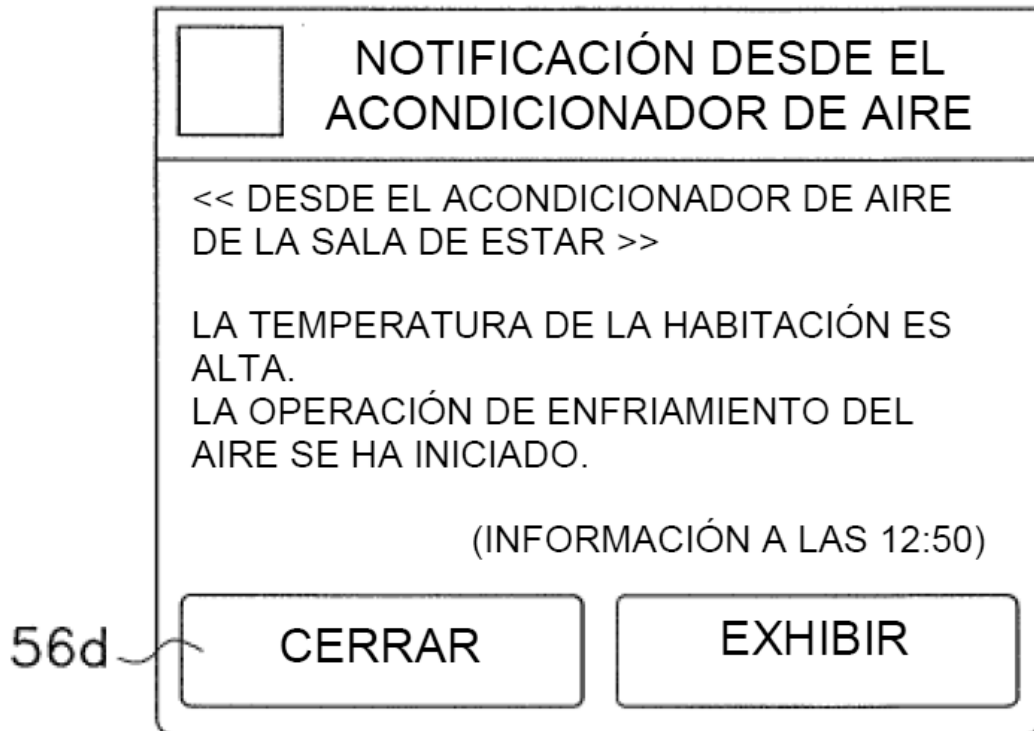 NOTIFICACIÓN DESDE EL
ACONDICIONADOR DE AIRE
<< DESDE EL ACONDICIONADOR DE AIRE
DE LA SALA DE ESTAR >>
LA TEMPERATURA DE LA HABITACIÓN ES
ALTA.
LA OPERACIÓN DE ENFRIAMIENTO DEL
AIRE SE HA INICIADO.
(INFORMACIÓN A LAS 12:50)
56d
CERRAR
EXHIBIR